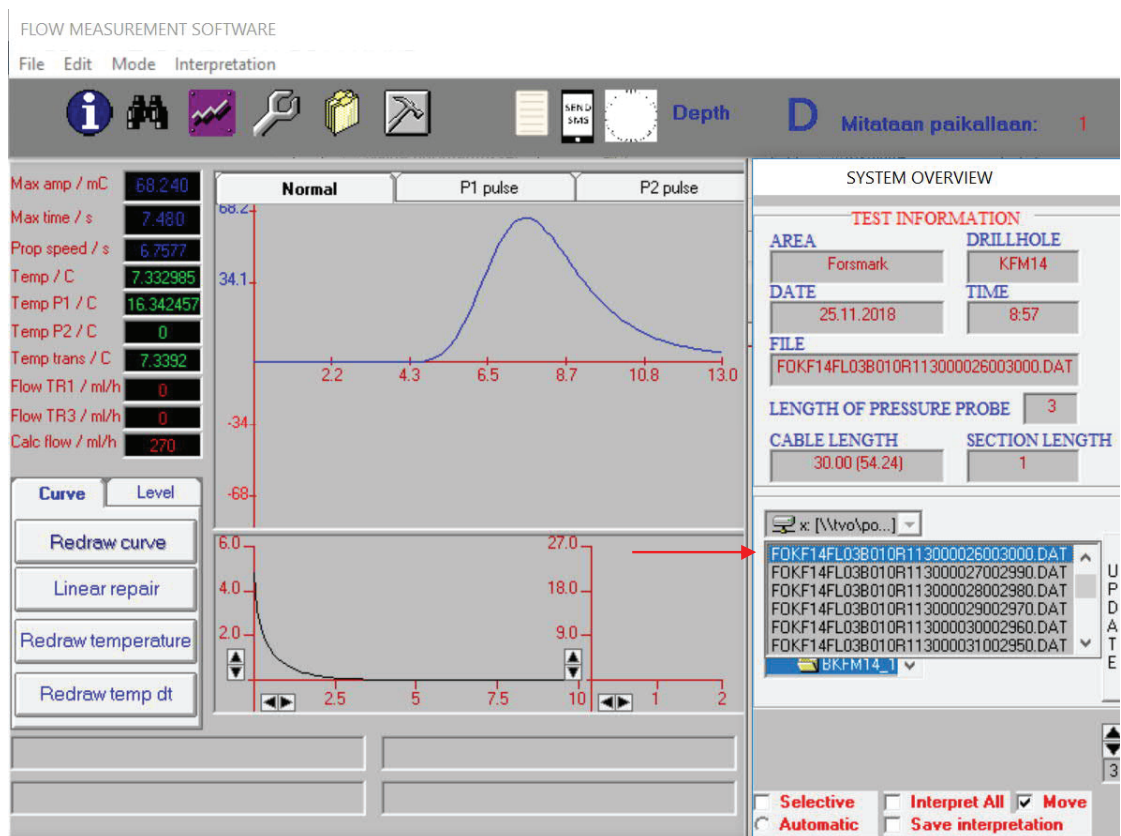 FLOW MEASUREMENT SOFTWARE
File Edit Mode Interpretation
SEND SMS
Depth D Mitataan paikallaan: 1
Max amp / mC 68.240
Max time / s 7.480
Prop speed / s 6.7577
Temp / C 7.332985
Temp P1 / C 16.342457
Temp P2 / C 0
Temp trans / C 7.3392
Flow TR1 / ml/h 0
Flow TR3 / ml/h 0
Calc flow / ml/h 270
Curve Level
Redraw curve
Linear repair
Redraw temperature
Redraw temp dt
Normal P1 pulse P2 pulse
68.2
34.1
2.2 4.3 6.5 8.7 10.8 13.0
-34
-68
6.0 27.0
4.0 18.0
2.0 9.0
2.5 5 7.5 10 1 2
SYSTEM OVERVIEW
TEST INFORMATION
AREA DRILLHOLE
Forsmark KFM14
DATE TIME
25.11.2018 8:57
FILE
FOKF14FL03B010R113000026003000.DAT
LENGTH OF PRESSURE PROBE 3
CABLE LENGTH SECTION LENGTH
30.00 (54.24) 1
x: [\\tvo\po...]
FOKF14FL03B010R113000026003000.DAT
FOKF14FL03B010R113000027002990.DAT
FOKF14FL03B010R113000028002980.DAT
FOKF14FL03B010R113000029002970.DAT
FOKF14FL03B010R113000030002960.DAT
FOKF14FL03B010R113000031002950.DAT
BKFM14_1
UPDATE
3
Selective Interpret All Move
Automatic Save interpretation